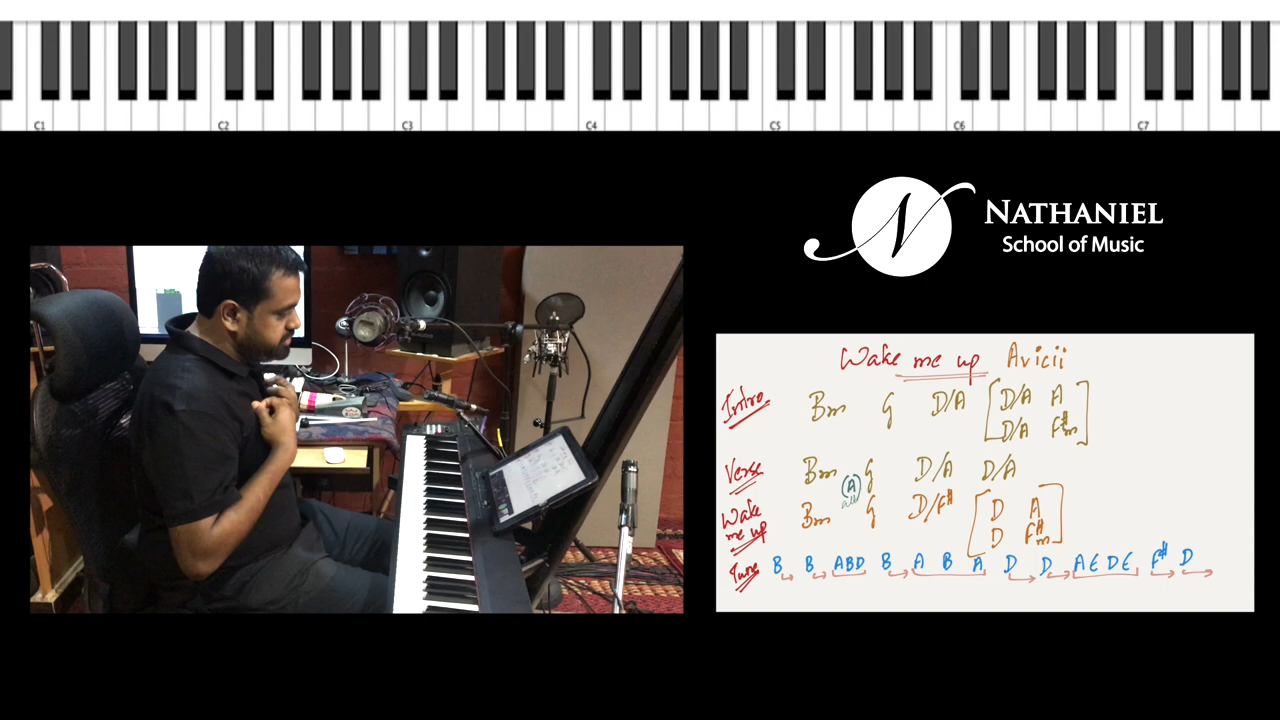 C1 C2 C3 C4 C5 C6 C7
N
NATHANIEL
School of Music
Wake me up Avicii
Intro Bm G D/A [ D/A A
D/A F#m ]
Verse Bm G D/A D/A
(A)
all
Wake me up Bm G D/F# [ D A
D F#m ]
Tune B B ABD B A B A D D A E D E F# D